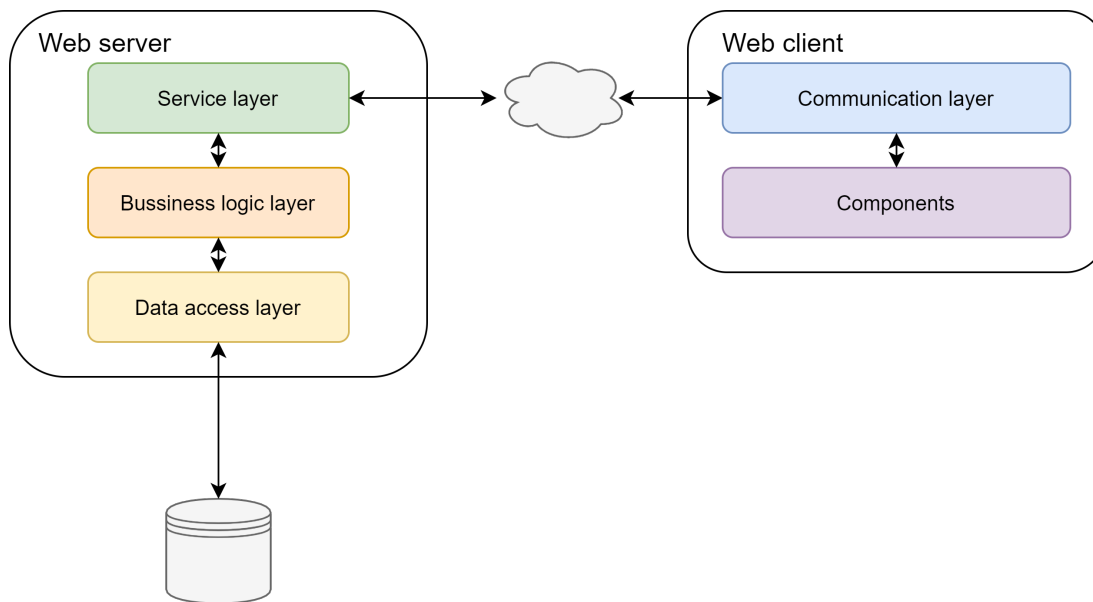 Web server
Service layer
Bussiness logic layer
Data access layer
Web client
Communication layer
Components